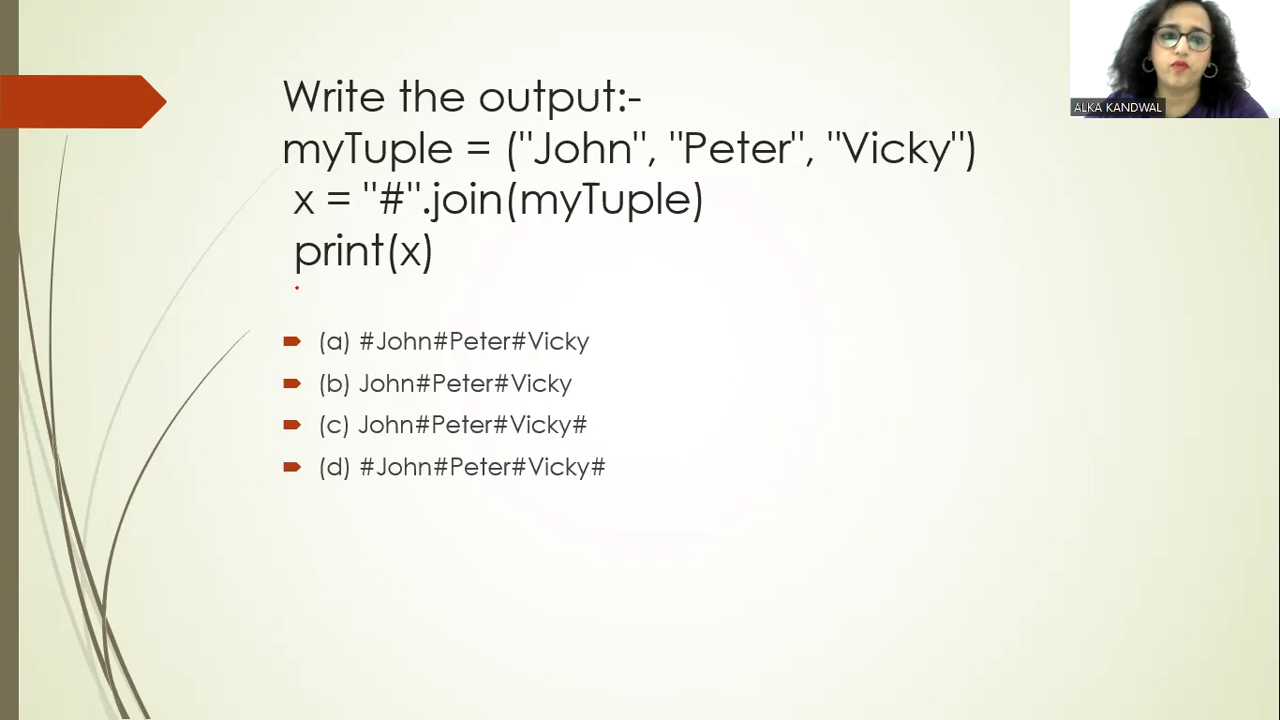 Write the output:-
myTuple = ("John", "Peter", "Vicky")
x = "#".join(myTuple)
print(x)
(a) #John#Peter#Vicky
(b) John#Peter#Vicky
(c) John#Peter#Vicky#
(d) #John#Peter#Vicky#
ALKA KANDWAL